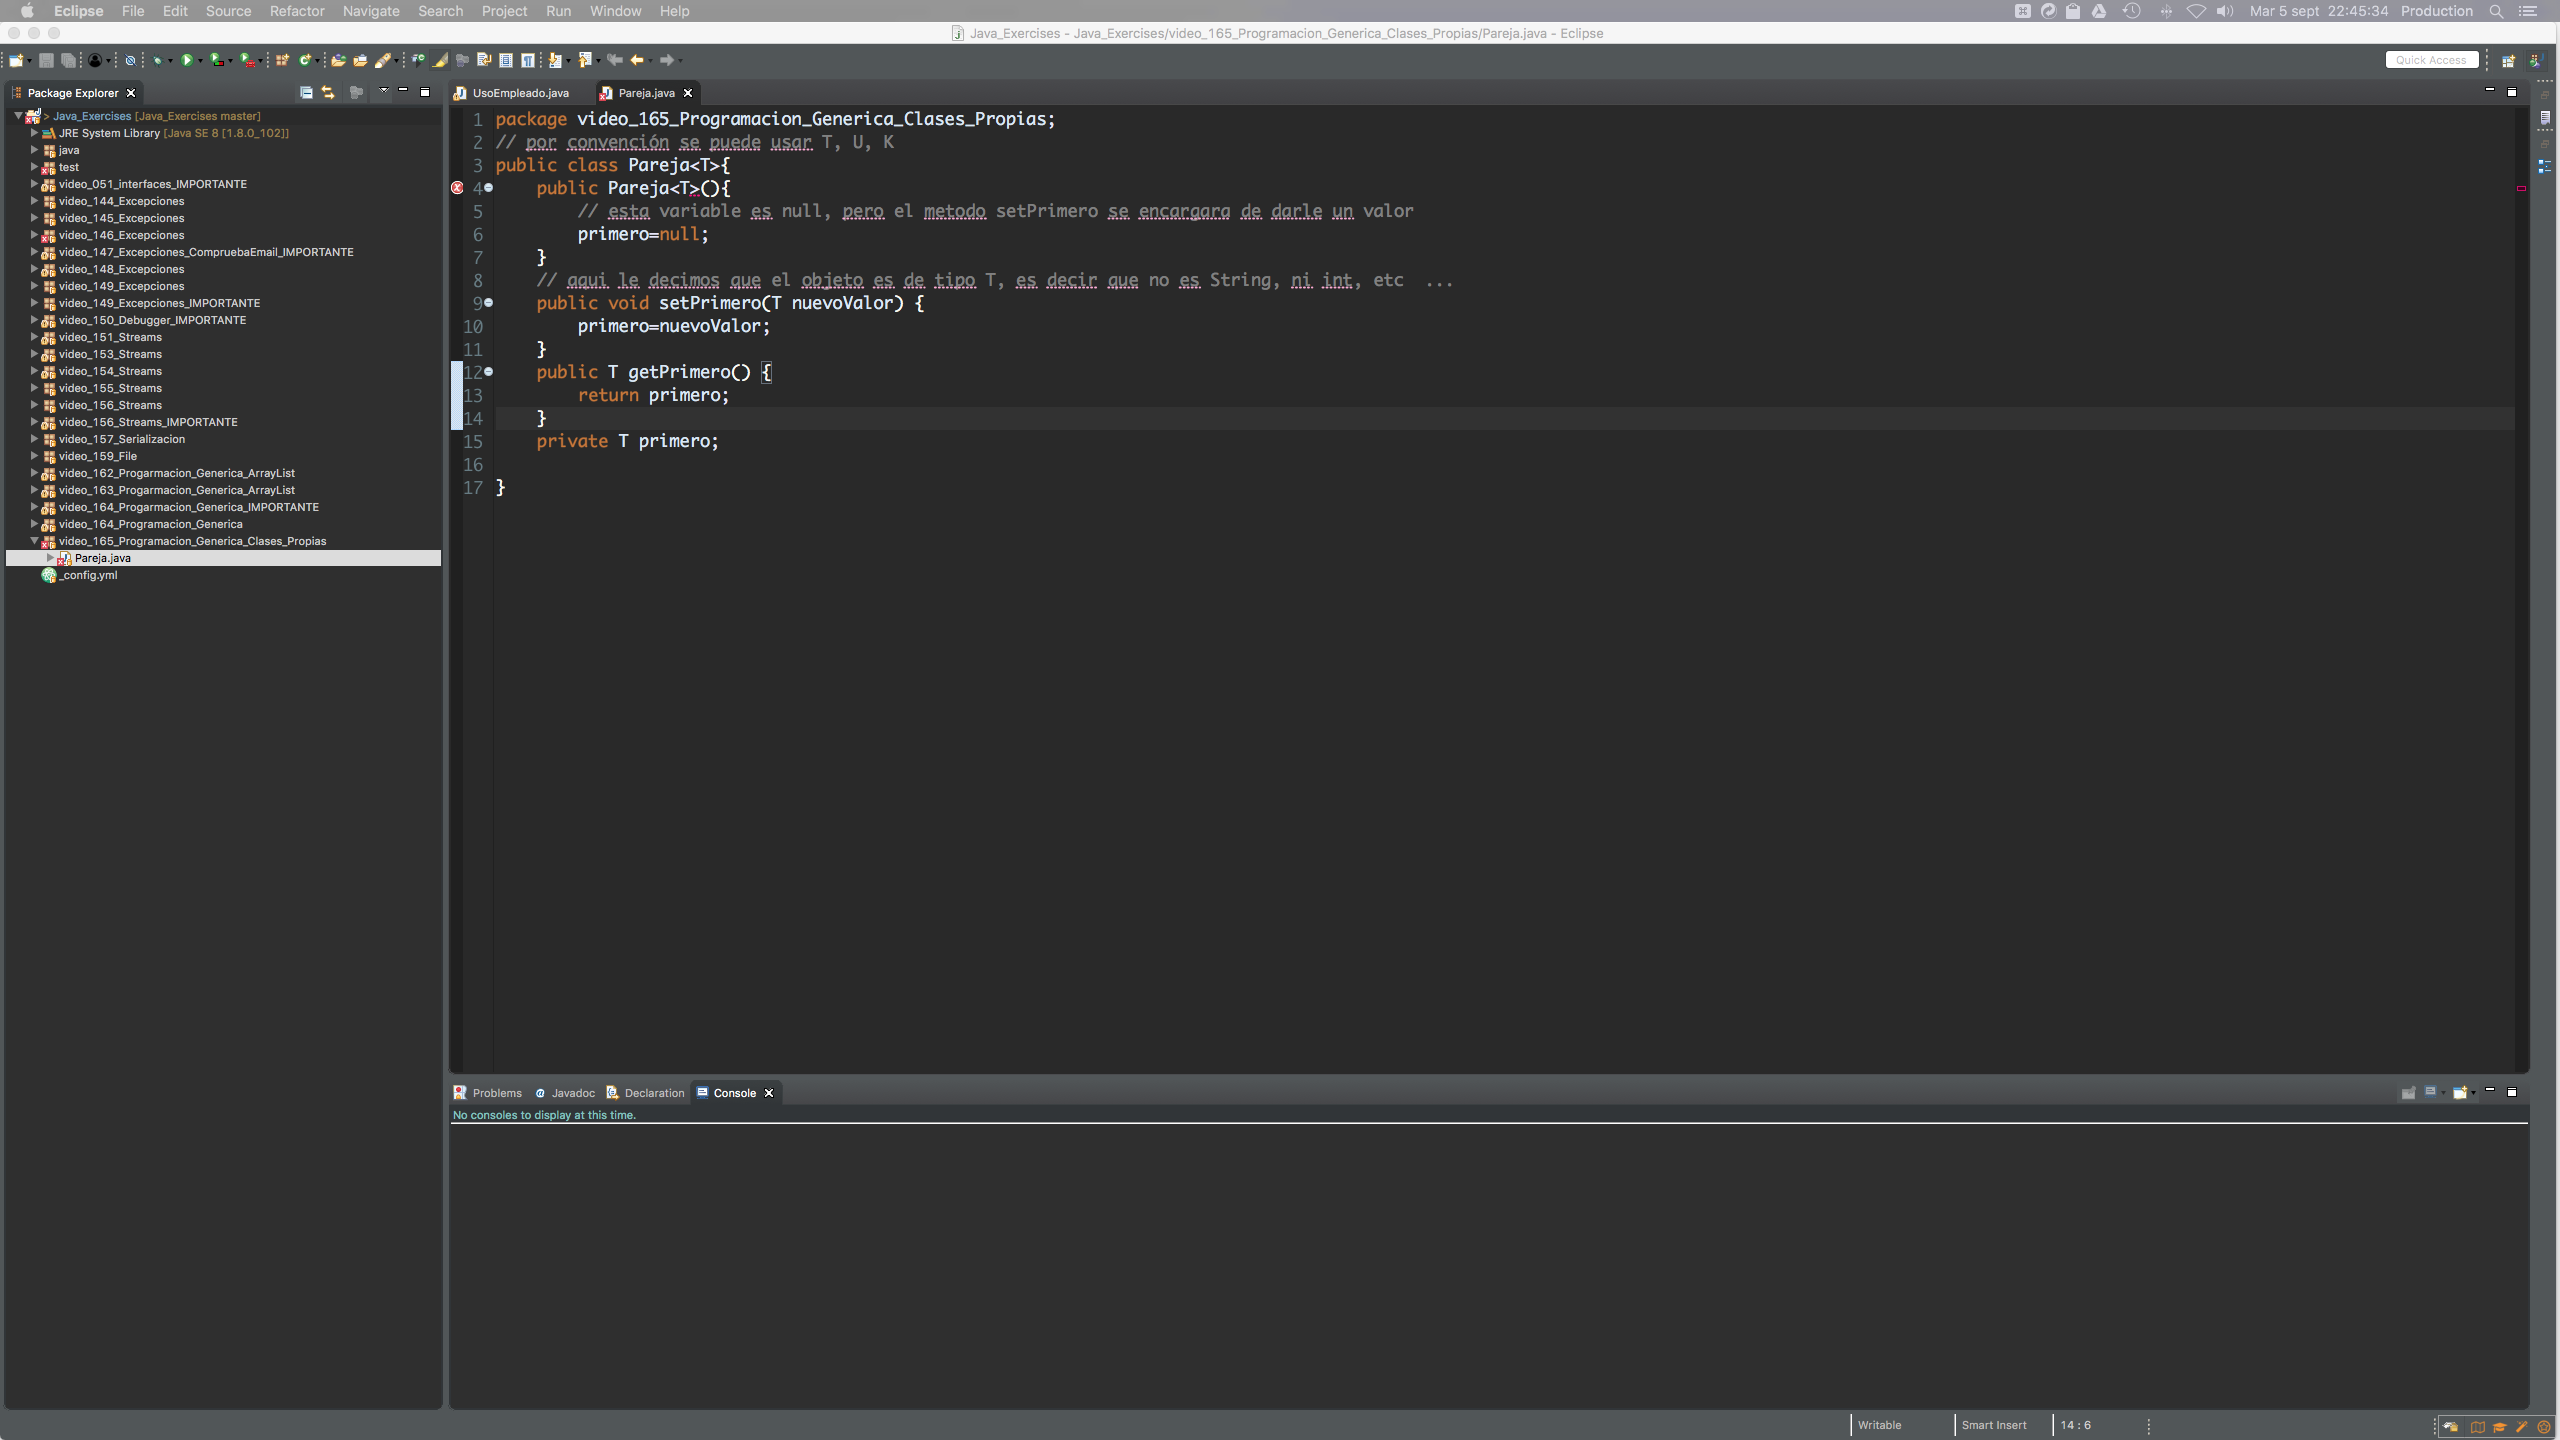 Eclipse File Edit Source Refactor Navigate Search Project Run Window Help Mar 5 sept 22:45:34 Production
Java_Exercises - Java_Exercises/video_165_Programacion_Generica_Clases_Propias/Pareja.java - Eclipse
Quick Access
Package Explorer
> Java_Exercises [Java_Exercises master]
JRE System Library [Java SE 8 [1.8.0_102]]
java
test
video_051_interfaces_IMPORTANTE
video_144_Excepciones
video_145_Excepciones
video_146_Excepciones
video_147_Excepciones_CompruebaEmail_IMPORTANTE
video_148_Excepciones
video_149_Excepciones
video_149_Excepciones_IMPORTANTE
video_150_Debugger_IMPORTANTE
video_151_Streams
video_153_Streams
video_154_Streams
video_155_Streams
video_156_Streams
video_156_Streams_IMPORTANTE
video_157_Serializacion
video_159_File
video_162_Progarmacion_Generica_ArrayList
video_163_Progarmacion_Generica_ArrayList
video_164_Progarmacion_Generica_IMPORTANTE
video_164_Programacion_Generica
video_165_Programacion_Generica_Clases_Propias
Pareja.java
_config.yml
UsoEmpleado.java Pareja.java
1 package video_165_Programacion_Generica_Clases_Propias;
2 // por convención se puede usar T, U, K
3 public class Pareja<T>{
4 public Pareja<T>(){
5 // esta variable es null, pero el metodo setPrimero se encargara de darle un valor
6 primero=null;
7 }
8 // aqui le decimos que el objeto es de tipo T, es decir que no es String, ni int, etc ...
9 public void setPrimero(T nuevoValor) {
10 primero=nuevoValor;
11 }
12 public T getPrimero() {
13 return primero;
14 }
15 private T primero;
16
17 }
Problems Javadoc Declaration Console
No consoles to display at this time.
Writable Smart Insert 14 : 6